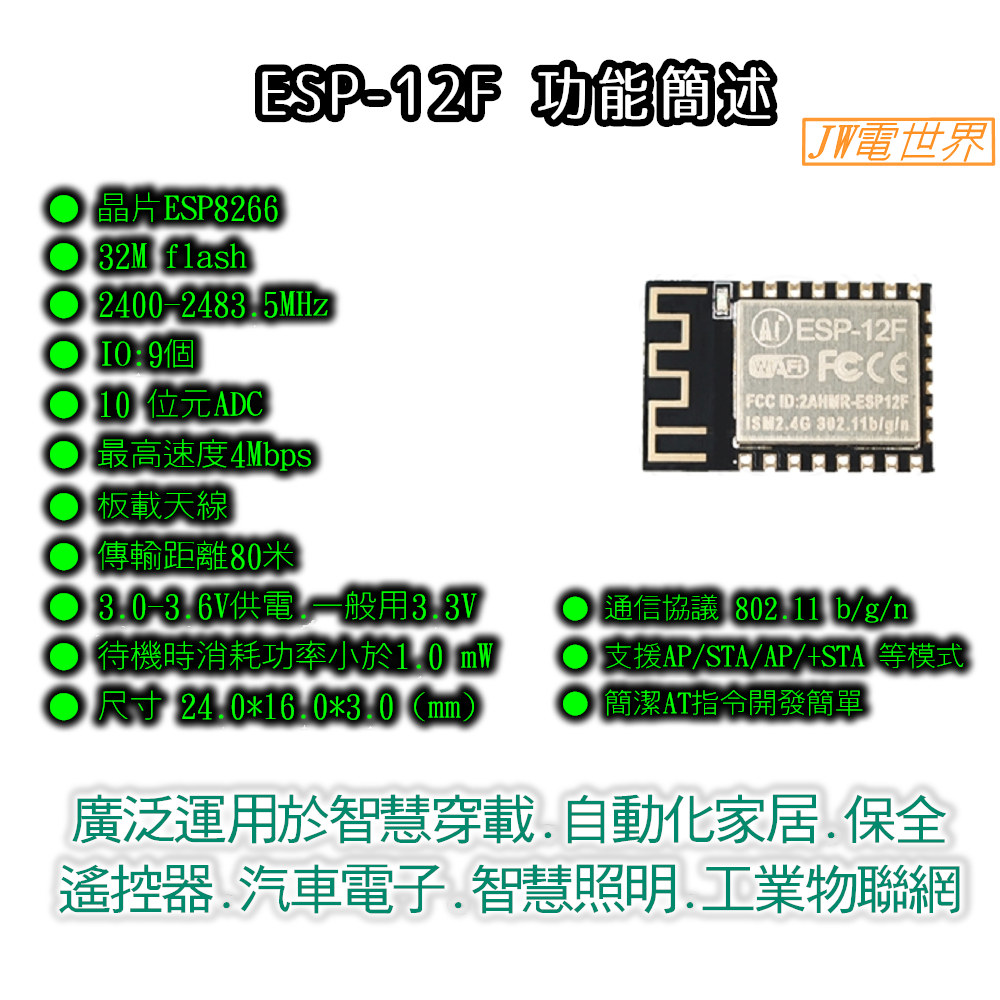 ESP-12F 功能簡述
JW電世界
● 晶片ESP8266
● 32M flash
● 2400-2483.5MHz
● IO:9個
● 10 位元ADC
● 最高速度4Mbps
● 板載天線
● 傳輸距離80米
● 3.0-3.6V供電.一般用3.3V
● 待機時消耗功率小於1.0 mW
● 尺寸 24.0*16.0*3.0（mm）
Ai ESP-12F
WiFi FC CE
FCC ID:2AHMR-ESP12F
ISM2.4G 802.11b/g/n
● 通信協議 802.11 b/g/n
● 支援AP/STA/AP/+STA 等模式
● 簡潔AT指令開發簡單
廣泛運用於智慧穿載.自動化家居.保全
遙控器.汽車電子.智慧照明.工業物聯網